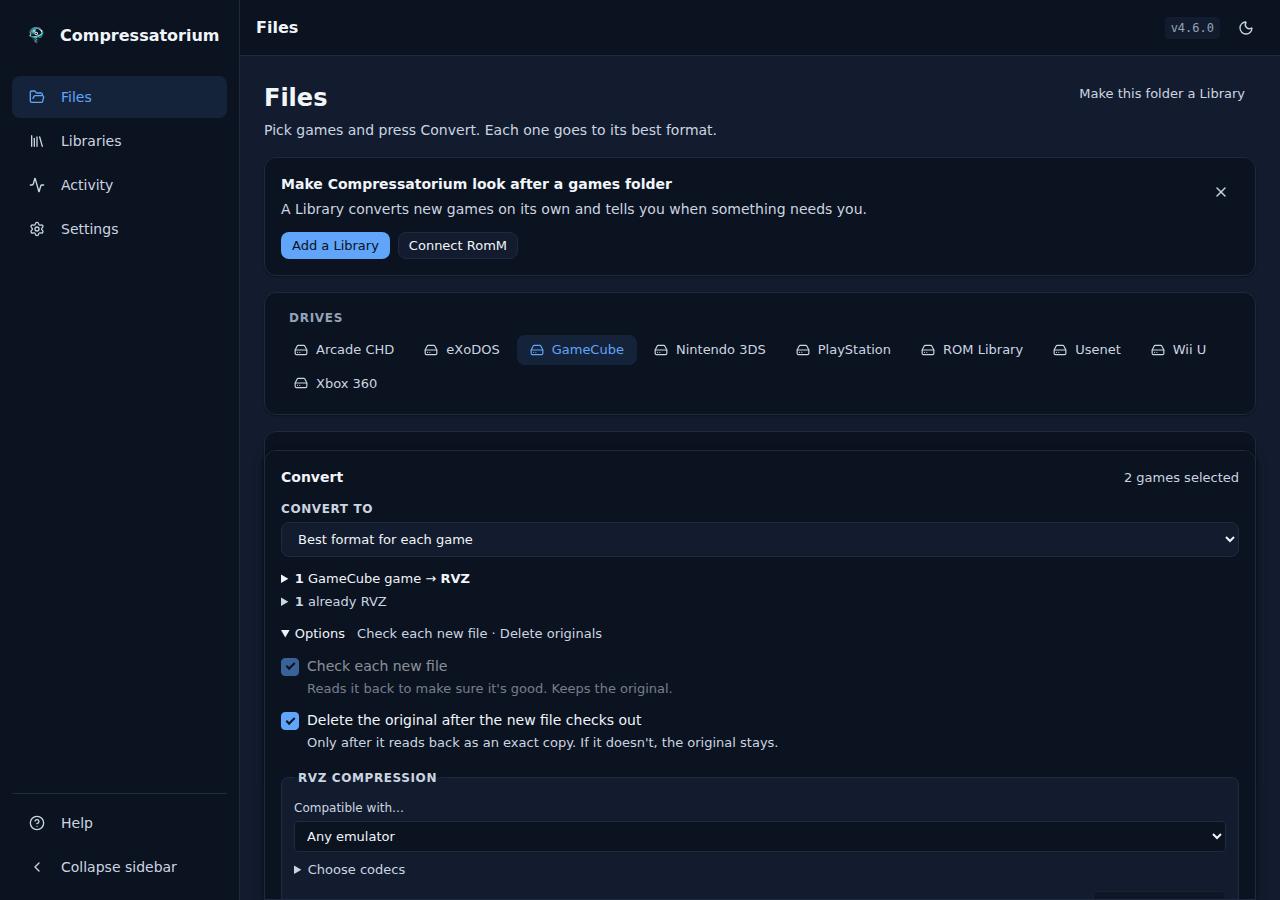 Compressatorium
Files
v4.6.0
Files
Libraries
Activity
Settings
Help
Collapse sidebar
Files
Make this folder a Library
Pick games and press Convert. Each one goes to its best format.
Make Compressatorium look after a games folder
A Library converts new games on its own and tells you when something needs you.
Add a Library
Connect RomM
DRIVES
Arcade CHD
eXoDOS
GameCube
Nintendo 3DS
PlayStation
ROM Library
Usenet
Wii U
Xbox 360
Convert
2 games selected
CONVERT TO
Best format for each game
1 GameCube game → RVZ
1 already RVZ
Options Check each new file · Delete originals
Check each new file
Reads it back to make sure it's good. Keeps the original.
Delete the original after the new file checks out
Only after it reads back as an exact copy. If it doesn't, the original stays.
RVZ COMPRESSION
Compatible with…
Any emulator
Choose codecs